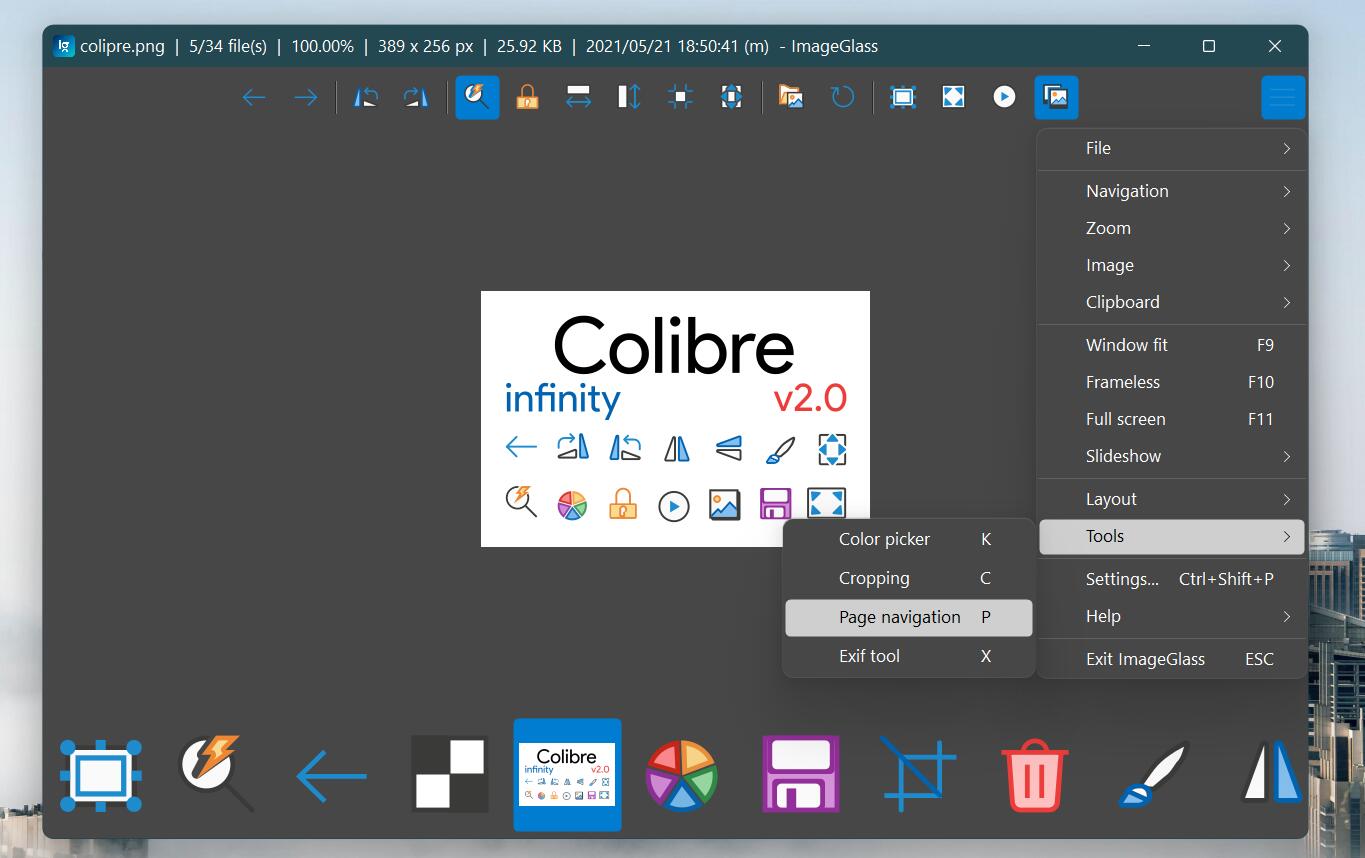 colipre.png | 5/34 file(s) | 100.00% | 389 x 256 px | 25.92 KB | 2021/05/21 18:50:41 (m) - ImageGlass
File
Navigation
Zoom
Image
Clipboard
Window fit F9
Frameless F10
Full screen F11
Slideshow
Layout
Tools
Settings... Ctrl+Shift+P
Help
Exit ImageGlass ESC
Colibre
infinity v2.0
Color picker K
Cropping C
Page navigation P
Exif tool X
Colibre
infinity v2.0